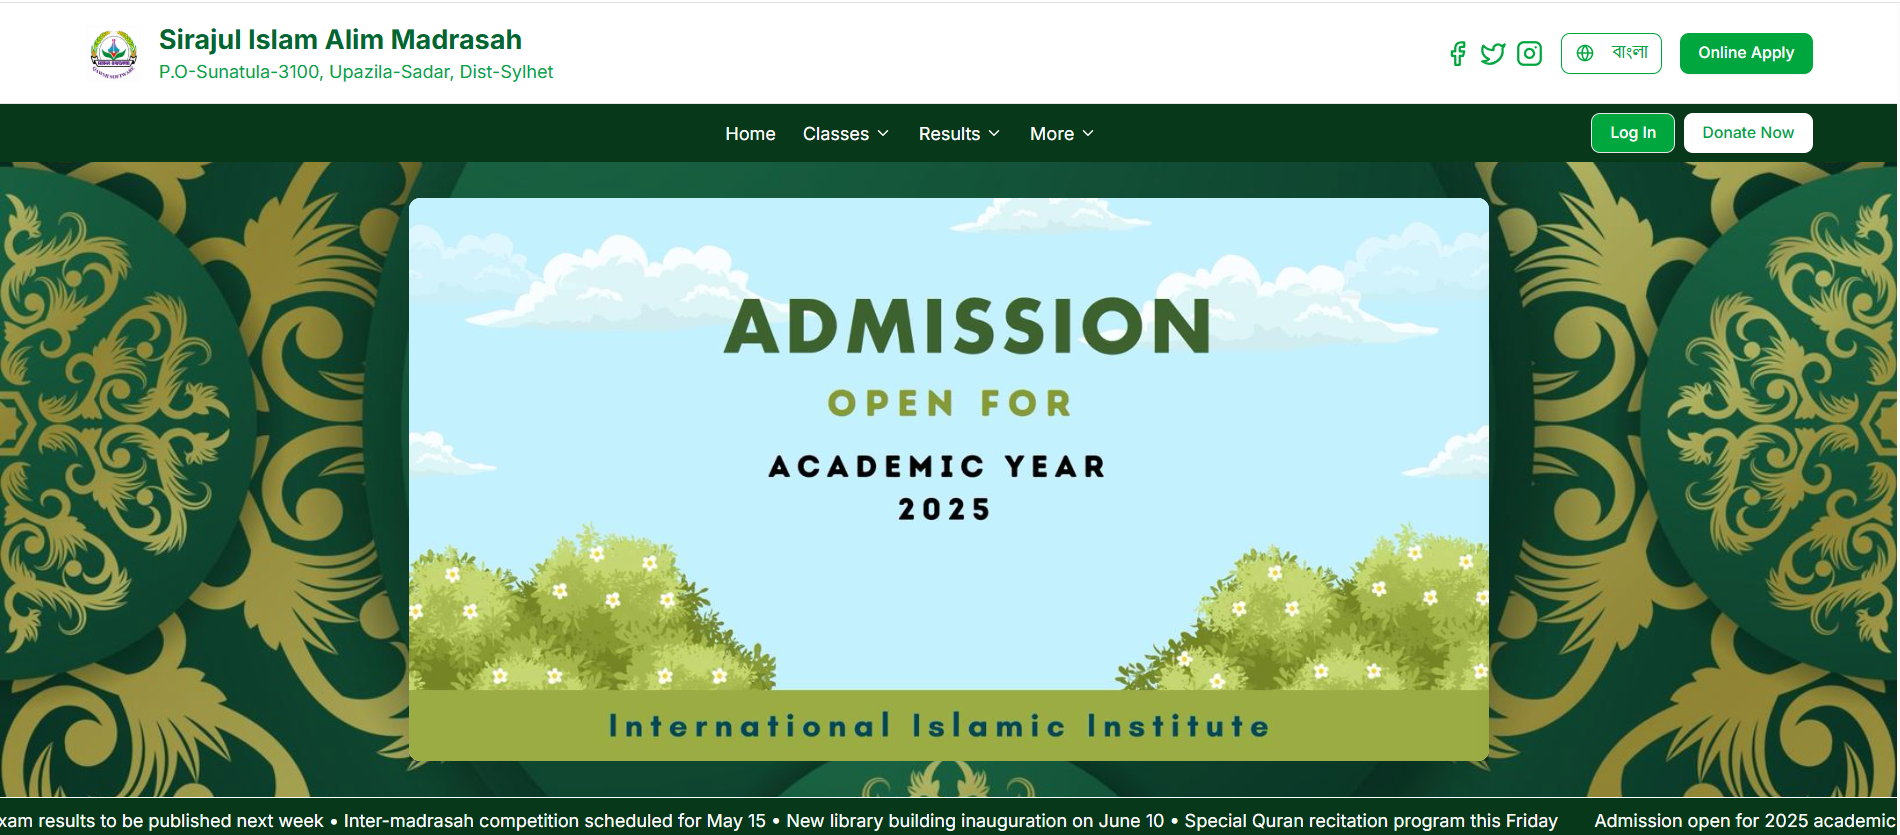 Sirajul Islam Alim Madrasah
P.O-Sunatula-3100, Upazila-Sadar, Dist-Sylhet
বাংলা
Online Apply
Home
Classes
Results
More
Log In
Donate Now
ADMISSION
OPEN FOR
ACADEMIC YEAR
2025
International Islamic Institute
xam results to be published next week • Inter-madrasah competition scheduled for May 15 • New library building inauguration on June 10 • Special Quran recitation program this Friday
Admission open for 2025 academic